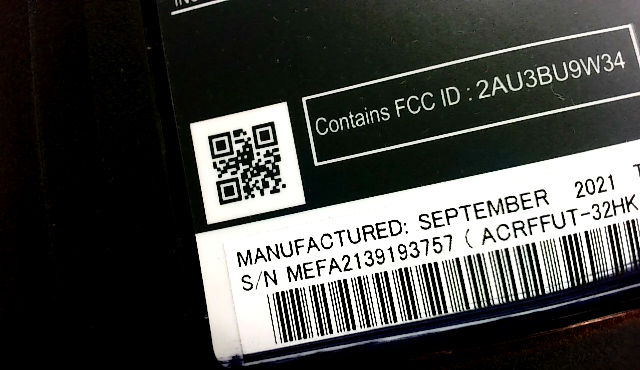 Contains FCC ID : 2AU3BU9W34
MANUFACTURED: SEPTEMBER 2021
S/N MEFA2139193757 ( ACRFFUT-32HK